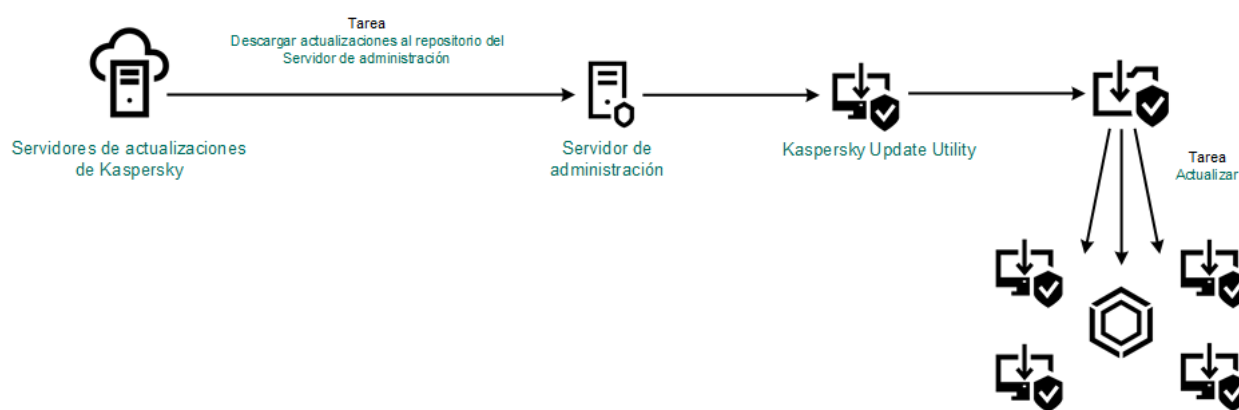 Tarea
Descargar actualizaciones al repositorio del
Servidor de administración
Servidores de actualizaciones
de Kaspersky
Servidor de
administración
Kaspersky Update Utility
Tarea
Actualizar